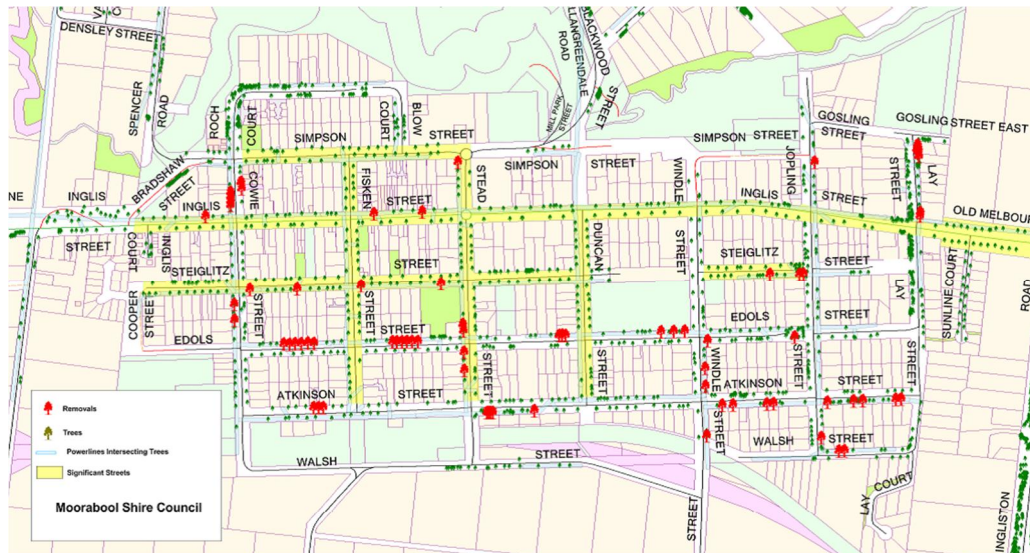 DENSLEY STREET
SPENCER ROAD
ROCH COURT
COWIE
SIMPSON STREET
COURT
BLOW
MILL PARK STREET
ROAD
BLACKWOOD STREET
SIMPSON STREET
SIMPSON STREET
JOPLING
GOSLING STREET
GOSLING STREET EAST
LAY
STREET
BRADSHAW STREET
INGLIS
NE
INGLIS STREET
FISKEN
STEAD
WINDLE
INGLIS STREET
OLD MELBOU
STREET
COURT
INGLIS
STEIGLITZ STREET
DUNCAN
STREET
STEIGLITZ STREET
LAY
SUNLINE COURT
ROAD
COOPER
STREET
EDOLS STREET
STREET
STREET
EDOLS STREET
STREET
STREET
STREET
WINDLE
STREET
STREET
ATKINSON STREET
ATKINSON STREET
WALSH STREET
WALSH STREET
LAY COURT
STREET
INGLISTON
Removals
Trees
Powerlines Intersecting Trees
Significant Streets
Moorabool Shire Council